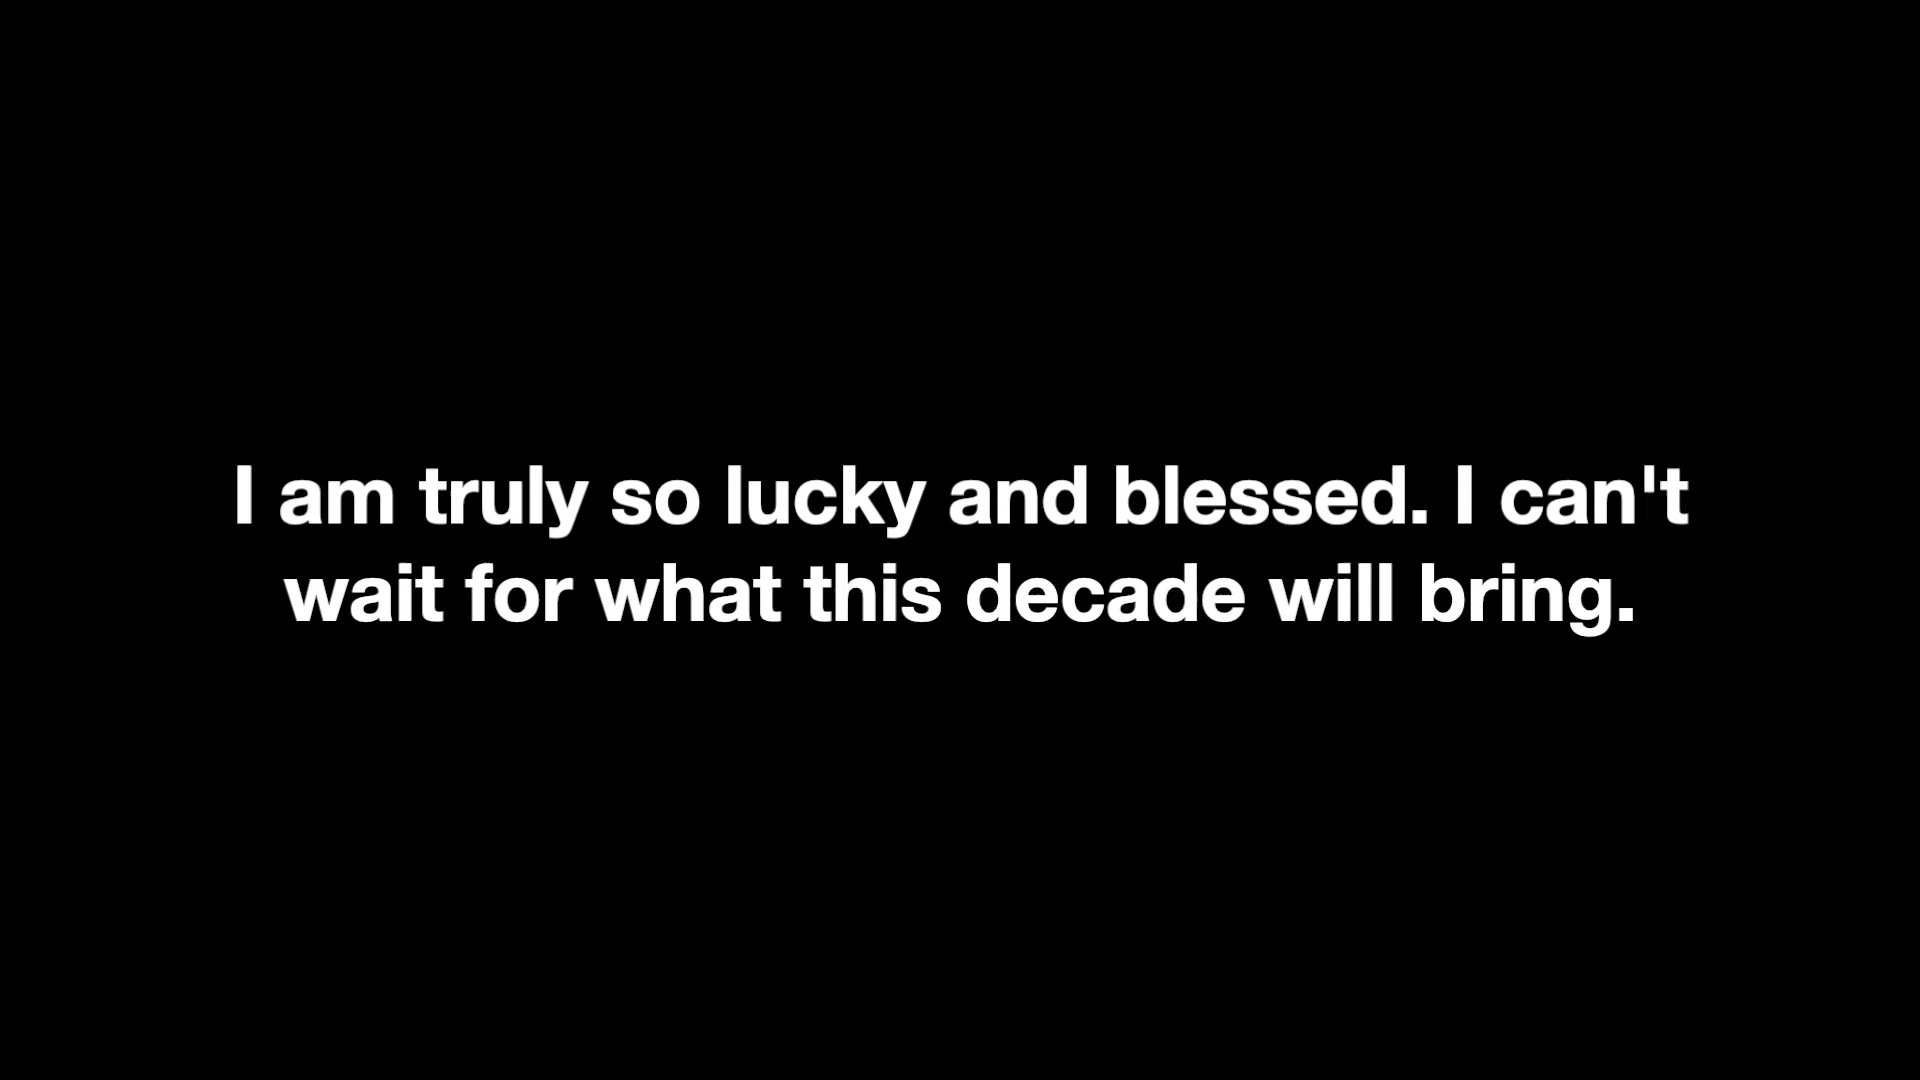 I am truly so lucky and blessed. I can't
wait for what this decade will bring.